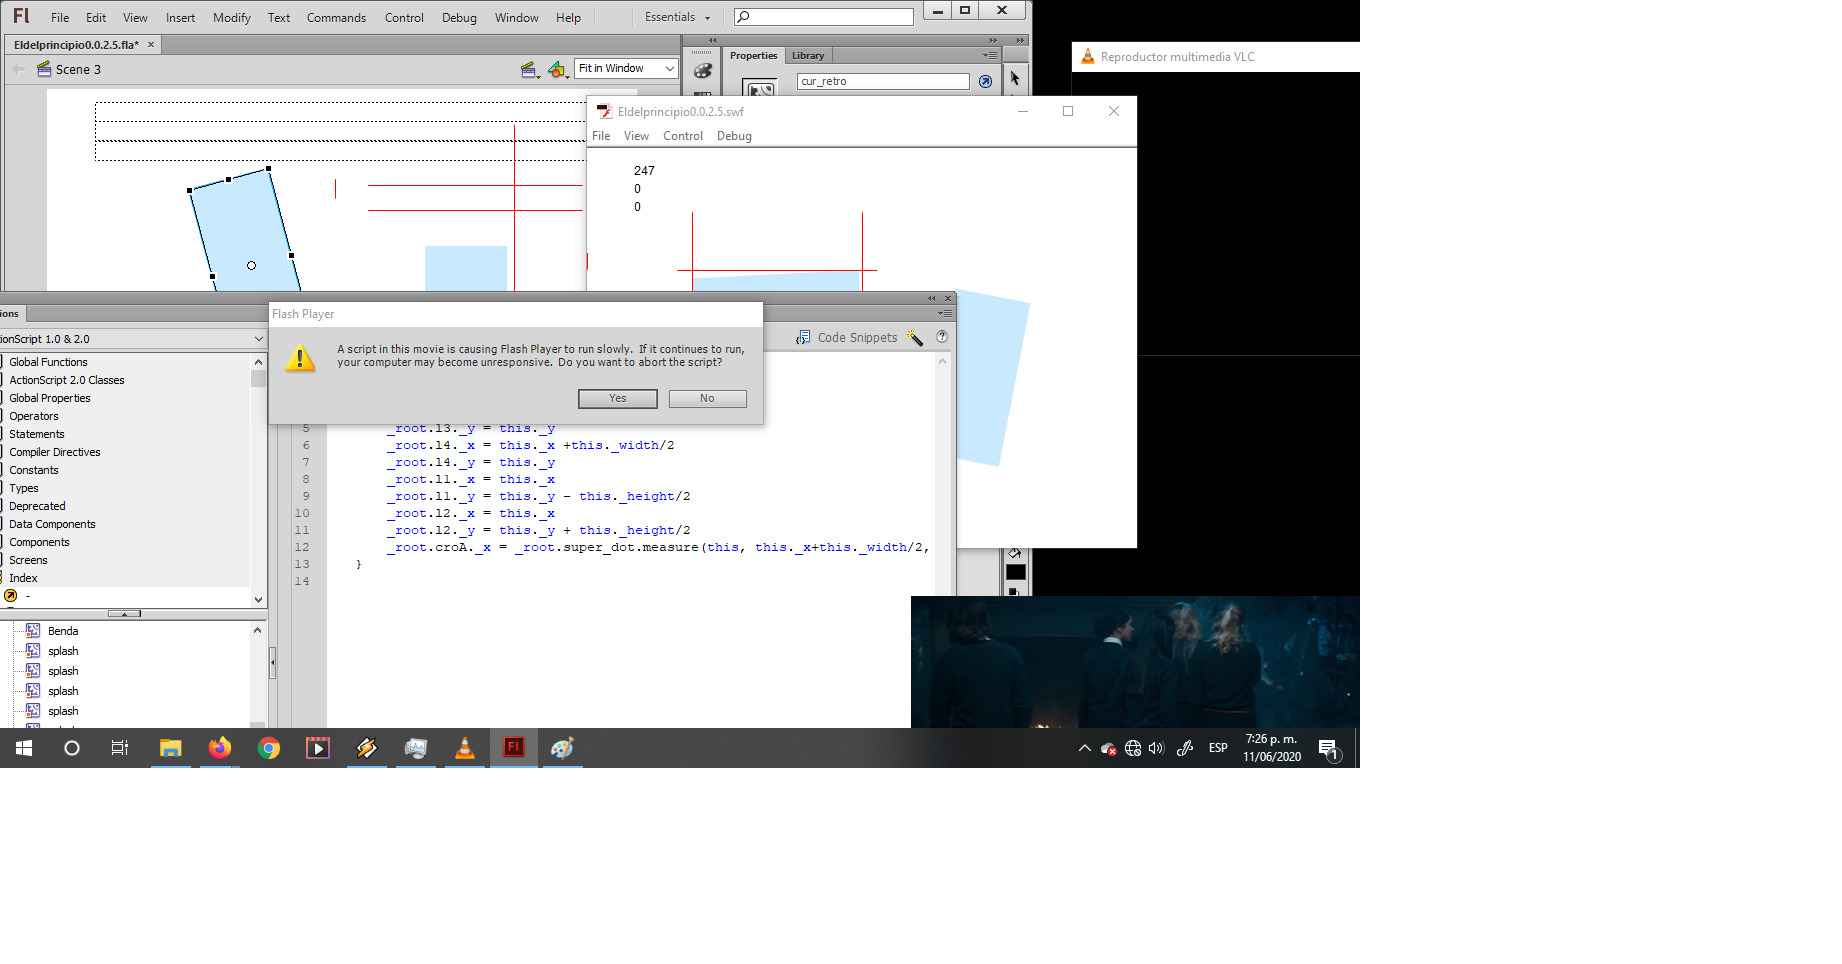 Fl File Edit View Insert Modify Text Commands Control Debug Window Help Essentials
Eldelprincipio0.0.2.5.fla*
Scene 3 Fit in Window
Properties Library
cur_retro
Reproductor multimedia VLC
Eldelprincipio0.0.2.5.swf
File View Control Debug
247
0
0
ions
ionScript 1.0 & 2.0
Code Snippets
Flash Player
A script in this movie is causing Flash Player to run slowly. If it continues to run,
your computer may become unresponsive. Do you want to abort the script?
Yes No
Global Functions
ActionScript 2.0 Classes
Global Properties
Operators
Statements
Compiler Directives
Constants
Types
Deprecated
Data Components
Components
Screens
Index
-
5 _root.l3._y = this._y
6 _root.l4._x = this._x +this._width/2
7 _root.l4._y = this._y
8 _root.l1._x = this._x
9 _root.l1._y = this._y - this._height/2
10 _root.l2._x = this._x
11 _root.l2._y = this._y + this._height/2
12 _root.croA._x = _root.super_dot.measure(this, this._x+this._width/2,
13 }
14
Benda
splash
splash
splash
splash
Fl
ESP
7:26 p. m.
11/06/2020
1